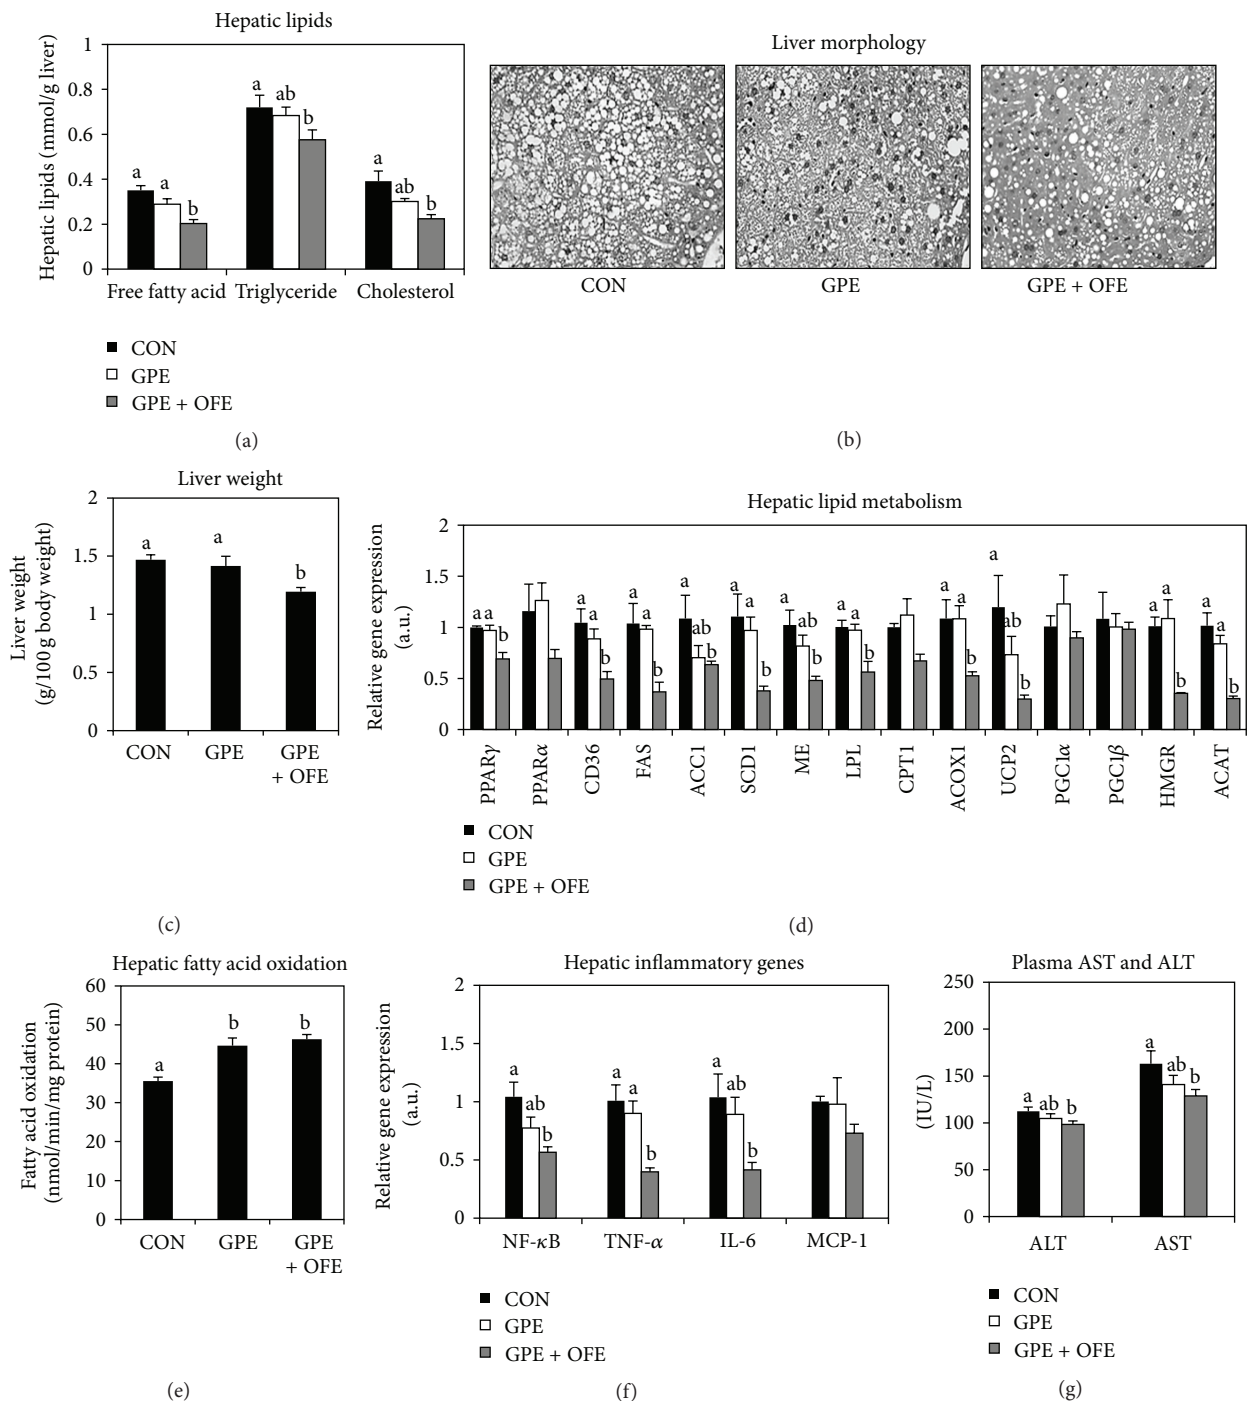 Hepatic lipids
Hepatic lipids (mmol/g liver)
1
0.8
0.6
0.4
0.2
0
a
a
b
a
ab
b
a
ab
b
Free fatty acid Triglyceride Cholesterol
CON
GPE
GPE + OFE
(a)
Liver morphology
CON GPE GPE + OFE
(b)
Liver weight
Liver weight
(g/100 g body weight)
2
1.5
1
0.5
0
a
a
b
CON GPE GPE
+ OFE
(c)
Hepatic lipid metabolism
Relative gene expression
(a.u.)
2
1.5
1
0.5
0
a a b
a a b
a a b
a ab b
a a b
a ab b
a a b
a a b
a ab b
a a b
a a b
PPARγ
PPARα
CD36
FAS
ACC1
SCD1
ME
LPL
CPT1
ACOX1
UCP2
PGC1α
PGC1β
HMGR
ACAT
CON
GPE
GPE + OFE
(d)
Hepatic fatty acid oxidation
Fatty acid oxidation
(nmol/min/mg protein)
60
50
40
30
20
10
0
a
b
b
CON GPE GPE
+ OFE
(e)
Hepatic inflammatory genes
Relative gene expression
(a.u.)
2
1.5
1
0.5
0
a
ab
b
a
a
b
a
ab
b
NF-κB TNF-α IL-6 MCP-1
CON
GPE
GPE + OFE
(f)
Plasma AST and ALT
(IU/L)
250
200
150
100
50
0
a
ab
b
a
ab
b
ALT AST
CON
GPE
GPE + OFE
(g)